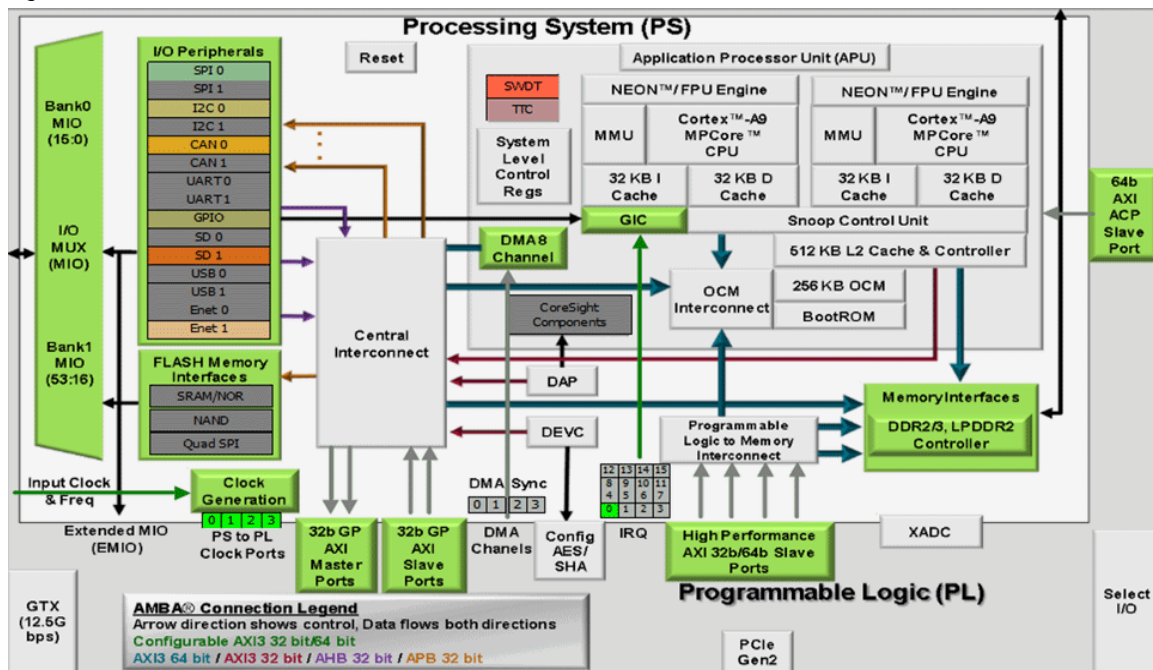 Processing System (PS)
I/O Peripherals
SPI 0
SPI 1
I2C 0
I2C 1
CAN 0
CAN 1
UART 0
UART 1
GPIO
SD 0
SD 1
USB 0
USB 1
Enet 0
Enet 1
Bank0
MIO
(15:0)
I/O
MUX
(MIO)
Bank1
MIO
(53:16)
FLASH Memory
Interfaces
SRAM/NOR
NAND
Quad SPI
Reset
Application Processor Unit (APU)
SWDT
TTC
System
Level
Control
Regs
NEON™/ FPU Engine
MMU
Cortex™-A9
MPCore™
CPU
32 KB I
Cache
32 KB D
Cache
NEON™/ FPU Engine
MMU
Cortex™-A9
MPCore™
CPU
32 KB I
Cache
32 KB D
Cache
GIC
Snoop Control Unit
DMA8
Channel
512 KB L2 Cache & Controller
OCM
Interconnect
256 KB OCM
BootROM
CoreSight
Components
Central
Interconnect
DAP
DEVC
64b
AXI
ACP
Slave
Port
Memory Interfaces
DDR2/3, LPDDR2
Controller
Programmable
Logic to Memory
Interconnect
Input Clock
& Freq
Clock
Generation
0 1 2 3
PS to PL
Clock Ports
Extended MIO
(EMIO)
32b GP
AXI
Master
Ports
32b GP
AXI
Slave
Ports
DMA Sync
0 1 2 3
DMA
Channels
Config
AES/
SHA
12 13 14 15
8 9 10 11
4 5 6 7
0 1 2 3
IRQ
High Performance
AXI 32b/64b Slave
Ports
XADC
Programmable Logic (PL)
Select
I/O
GTX
(12.5G
bps)
AMBA® Connection Legend
Arrow direction shows control, Data flows both directions
Configurable AXI3 32 bit/64 bit
AXI3 64 bit / AXI3 32 bit / AHB 32 bit / APB 32 bit
PCIe
Gen2